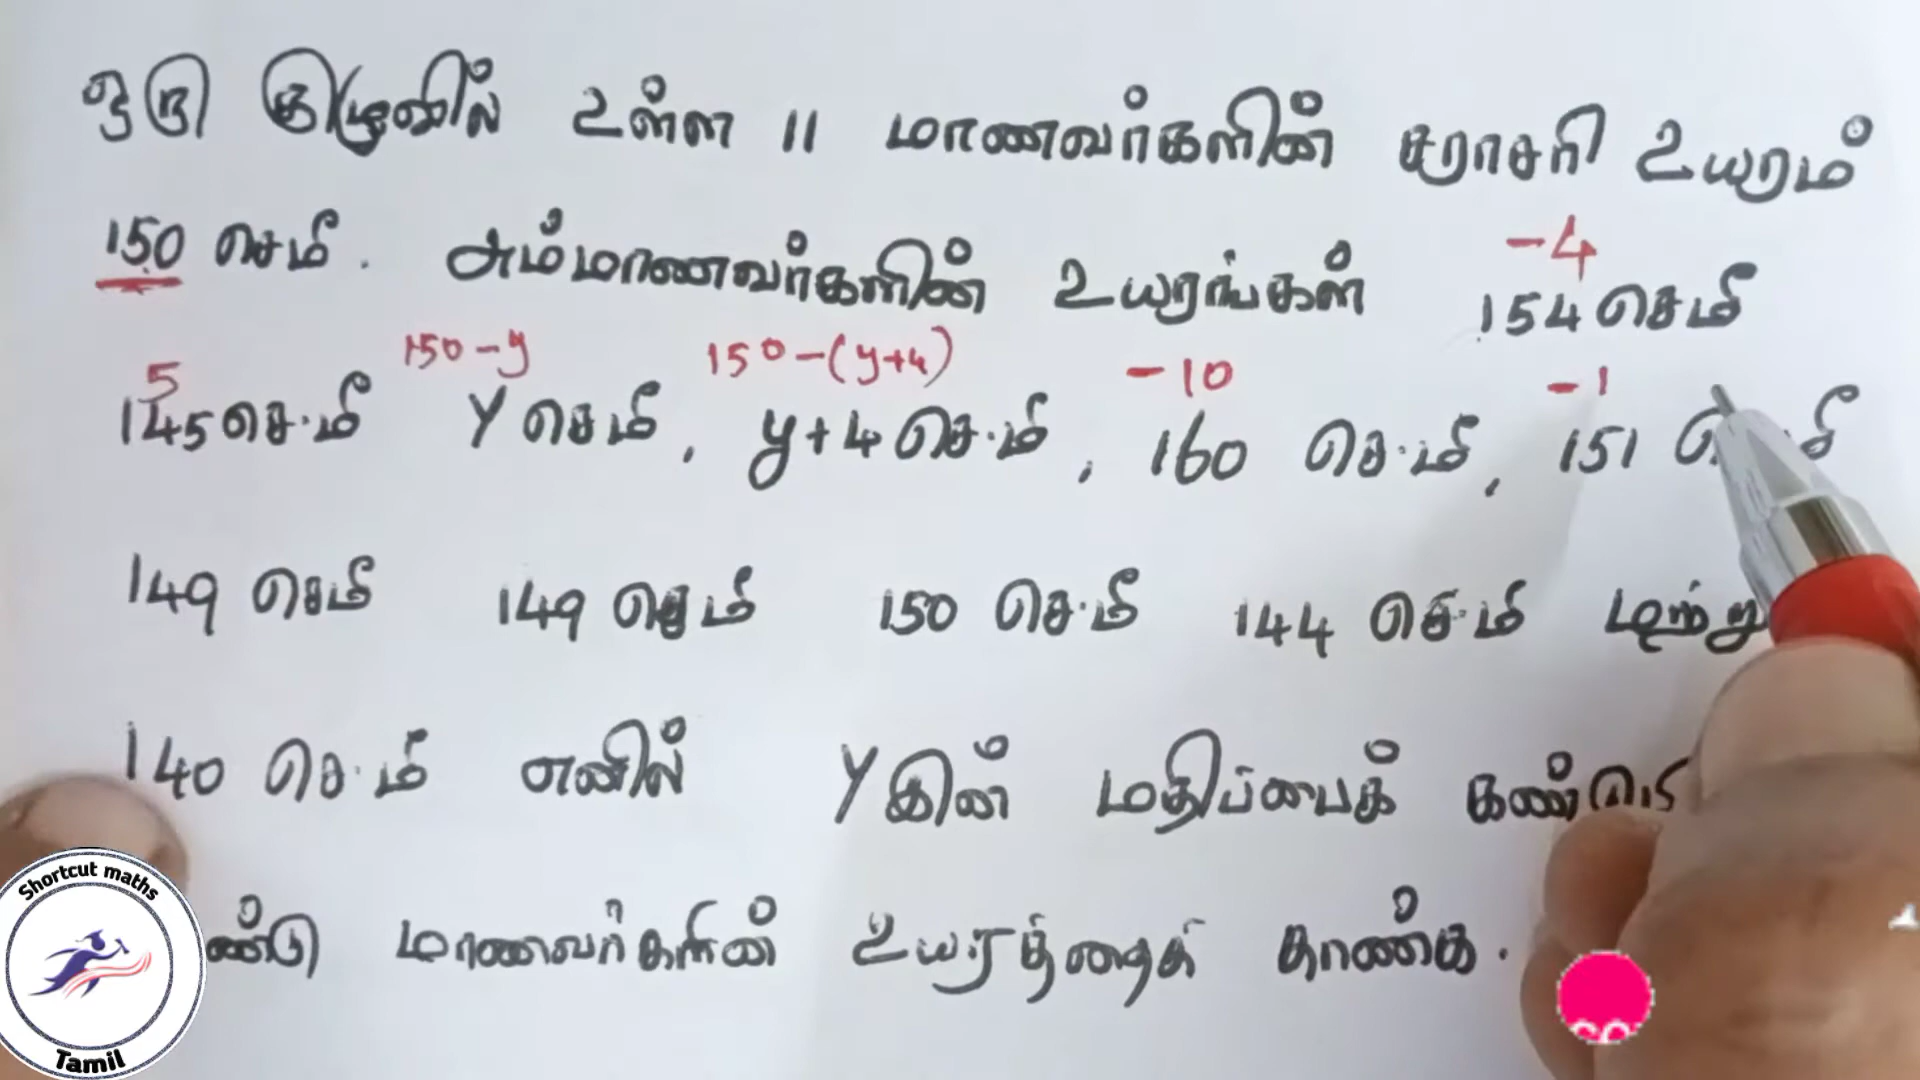 ஒரு குழுவில் உள்ள 11 மாணவர்களின் சராசரி உயரம்
150 செமீ. அம்மாணவர்களின் உயரங்கள் 154 செமீ
-4
5 150-y 150-(y+4) -10 -1
145 செ.மீ y செமீ, y+4 செ.மீ, 160 செ.மீ, 151
149 செமீ 149 செமீ 150 செ.மீ 144 செ.மீ மற்று
140 செ.மீ எனில் y இன் மதிப்பைக்
மாணவர்களின் உயரத்தைக் காண்க.
Shortcut maths
Tamil